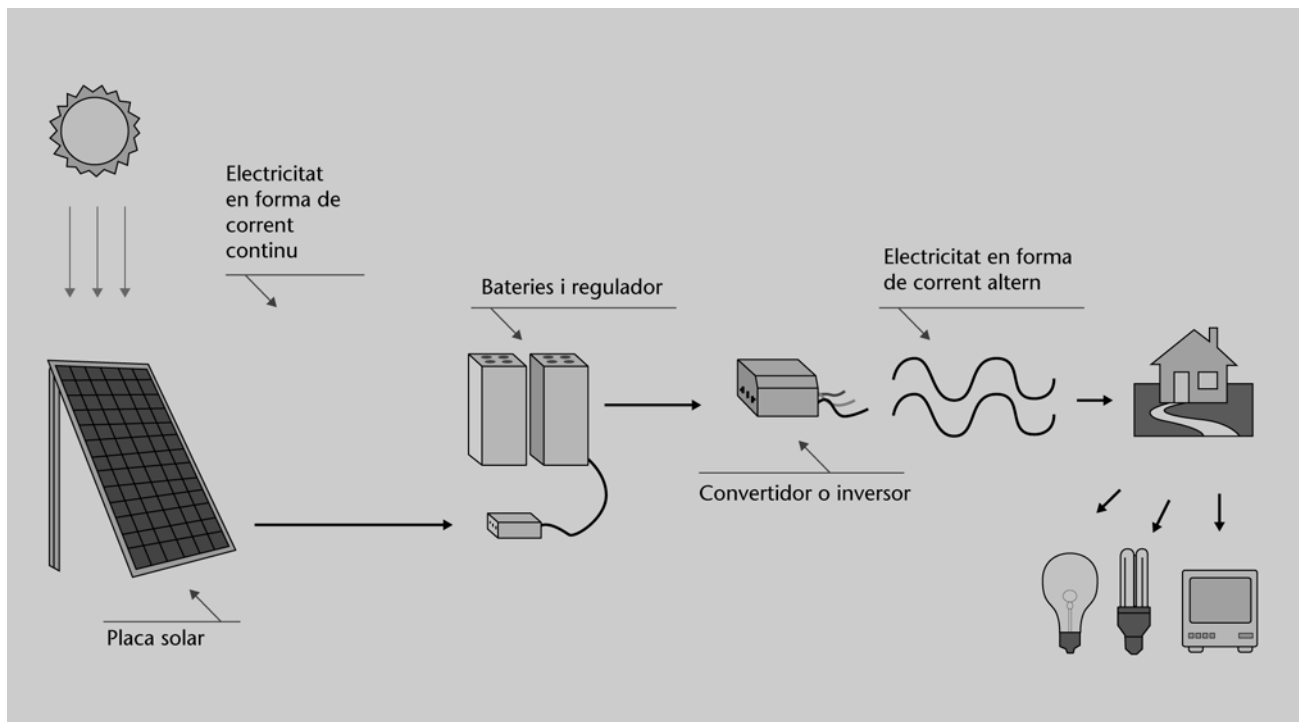 Electricitat
en forma de
corrent
continu
Bateries i regulador
Electricitat en forma
de corrent altern
Convertidor o inversor
Placa solar